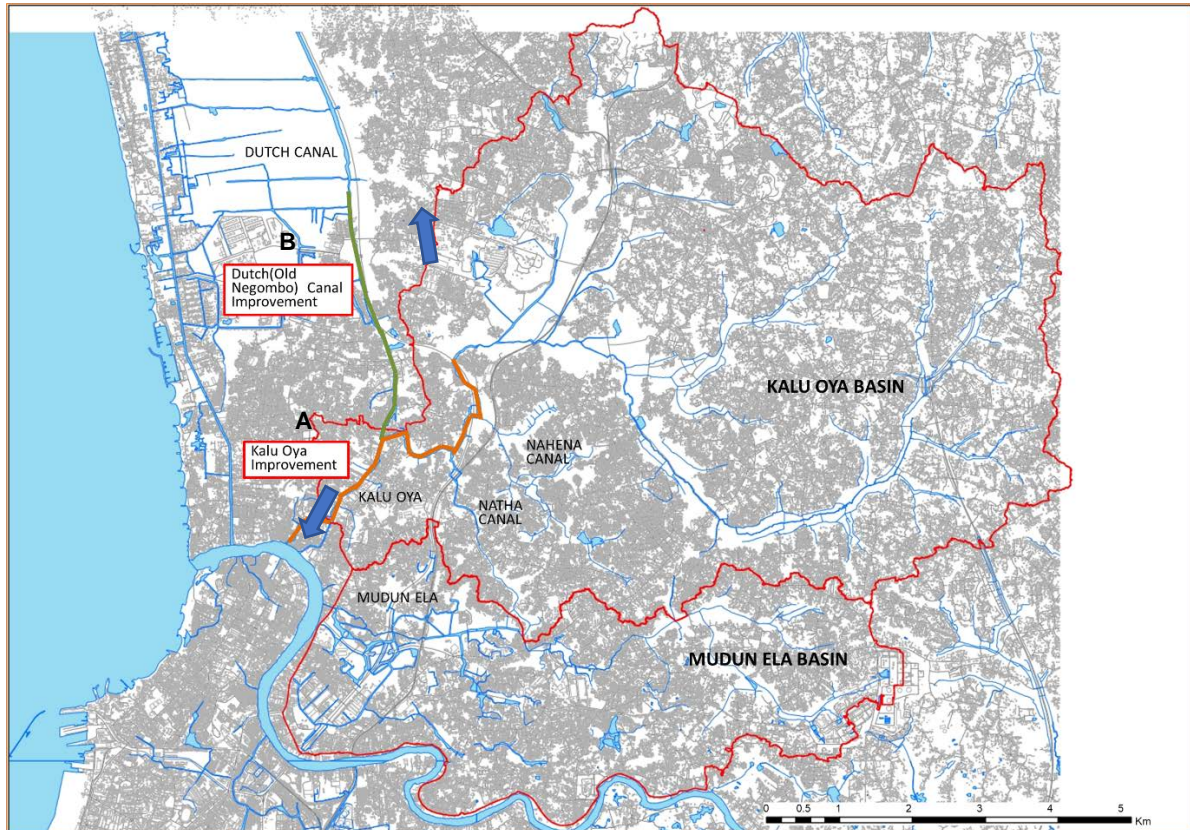 DUTCH CANAL
B
Dutch(Old
Negombo) Canal
Improvement
KALU OYA BASIN
A
Kalu Oya
Improvement
NAHENA
CANAL
KALU OYA
NATHA
CANAL
MUDUN ELA
MUDUN ELA BASIN
0 0.5 1 2 3 4 5
Km